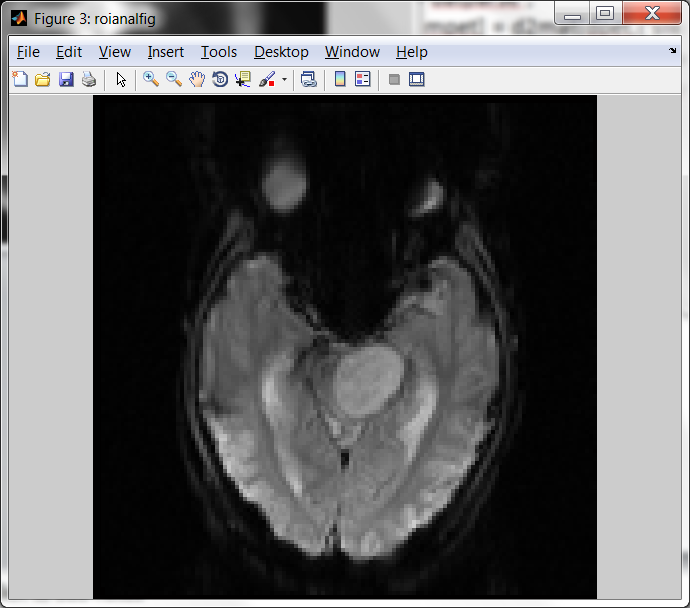 Figure 3: roianalfig
File Edit View Insert Tools Desktop Window Help